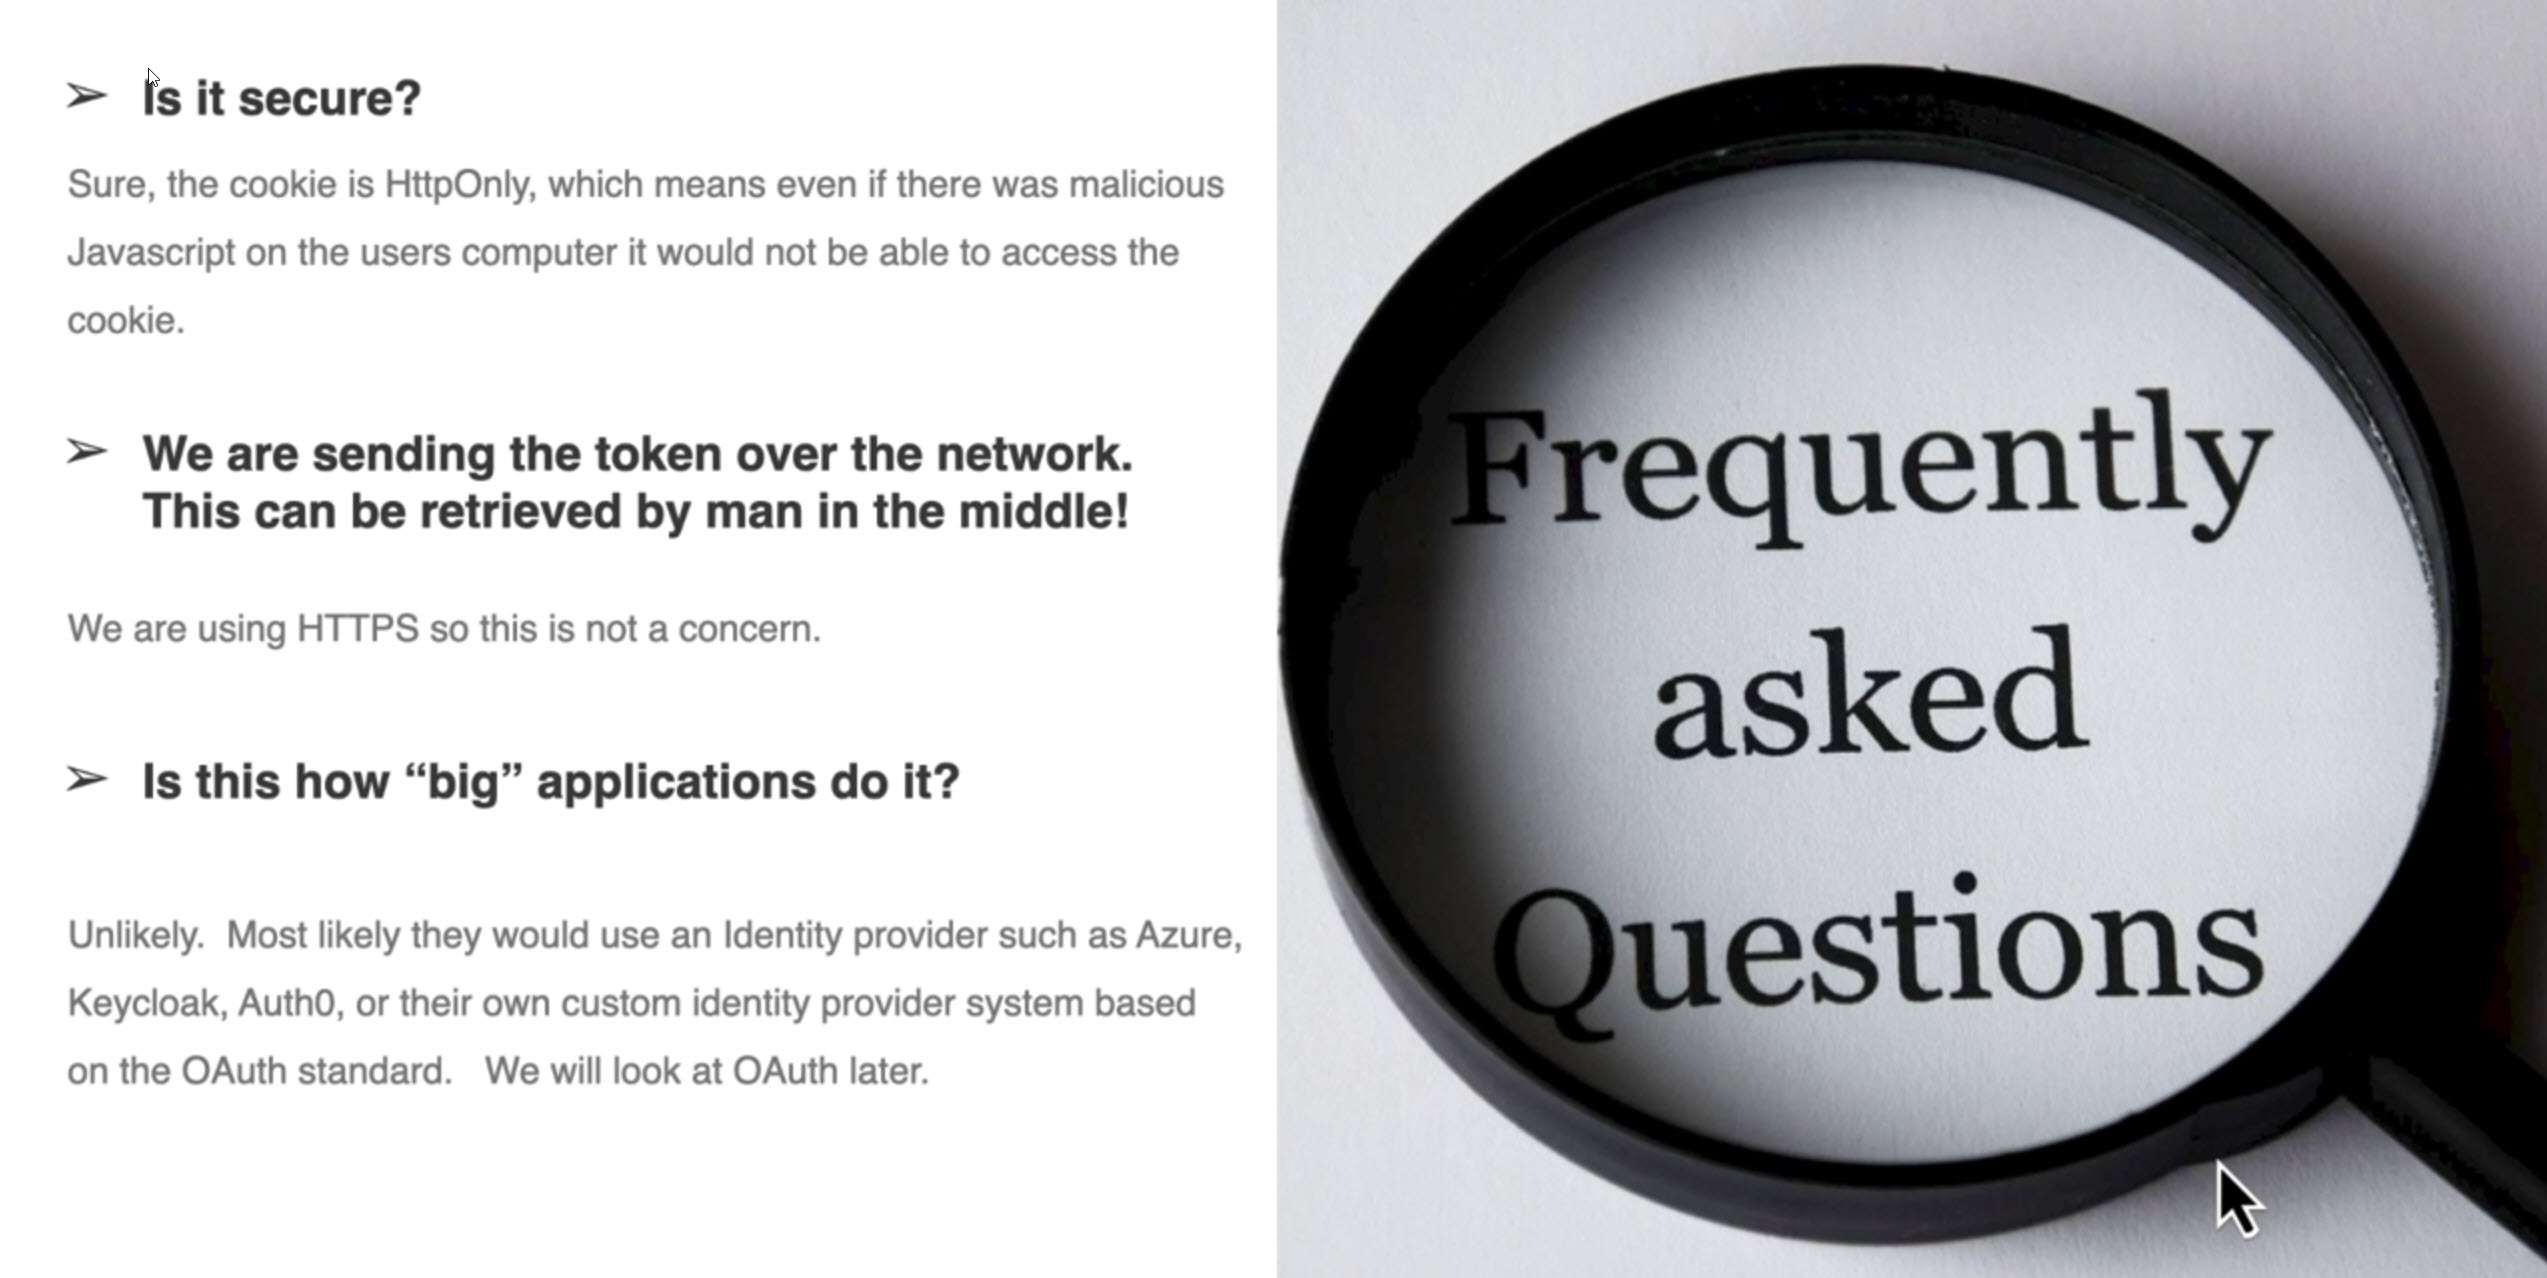 ➢ Is it secure?
Sure, the cookie is HttpOnly, which means even if there was malicious
Javascript on the users computer it would not be able to access the
cookie.
➢ We are sending the token over the network.
This can be retrieved by man in the middle!
We are using HTTPS so this is not a concern.
➢ Is this how “big” applications do it?
Unlikely.  Most likely they would use an Identity provider such as Azure,
Keycloak, Auth0, or their own custom identity provider system based
on the OAuth standard.   We will look at OAuth later.
Frequently
asked
Questions